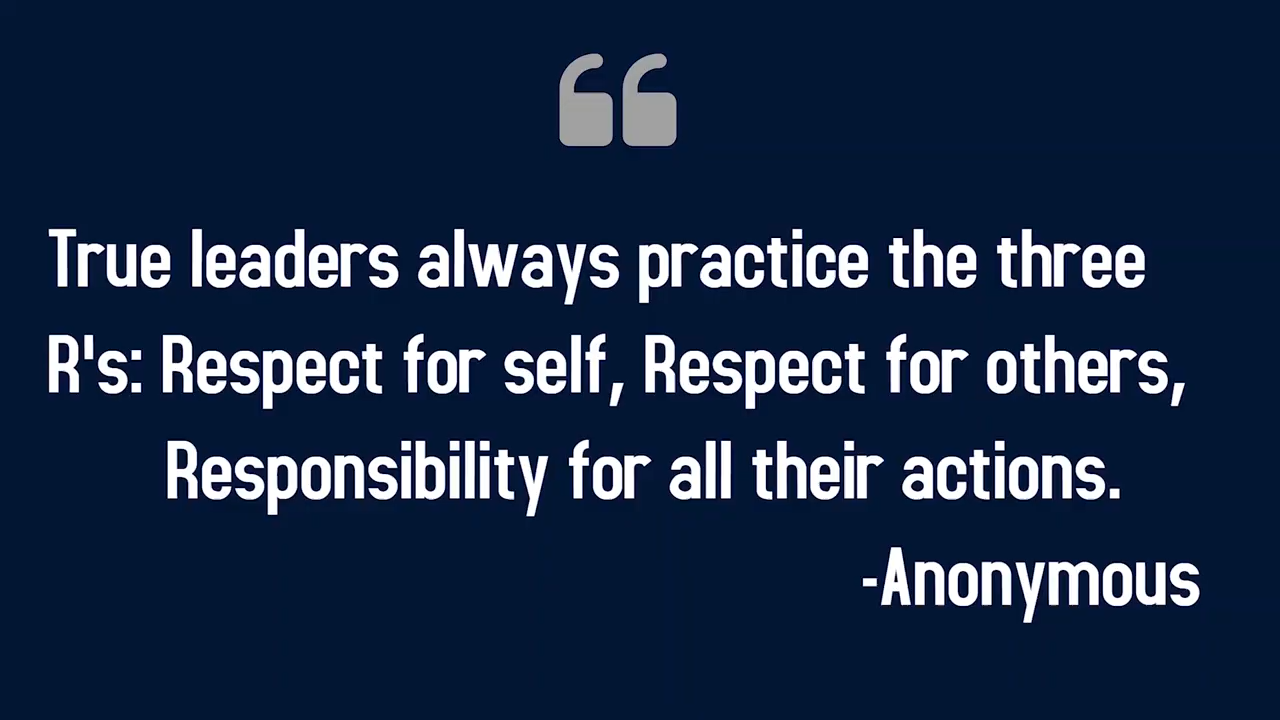 True leaders always practice the three
R's: Respect for self, Respect for others,
Responsibility for all their actions.
-Anonymous